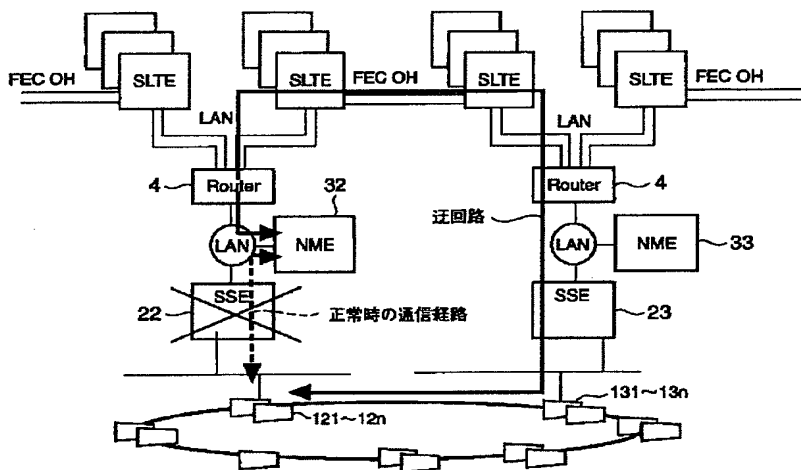 SLTE
SLTE
SLTE
SLTE
FEC OH
FEC OH
FEC OH
LAN
LAN
4
Router
32
Router
4
迂回路
LAN
NME
LAN
NME
33
22
SSE
正常時の通信経路
SSE
23
121~12n
131~13n